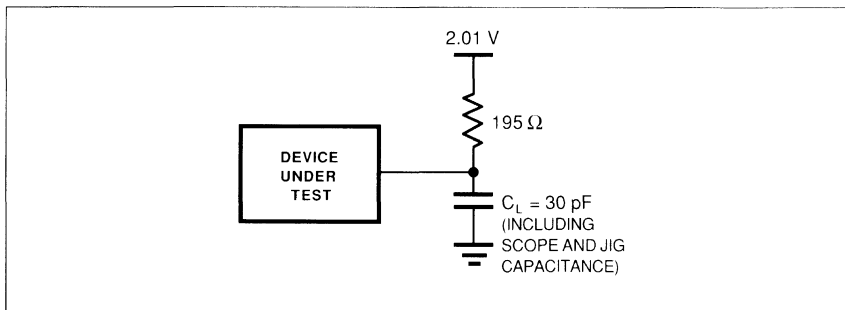 2.01 V
195 Ω
DEVICE
UNDER
TEST
C_L = 30 pF
(INCLUDING
SCOPE AND JIG
CAPACITANCE)